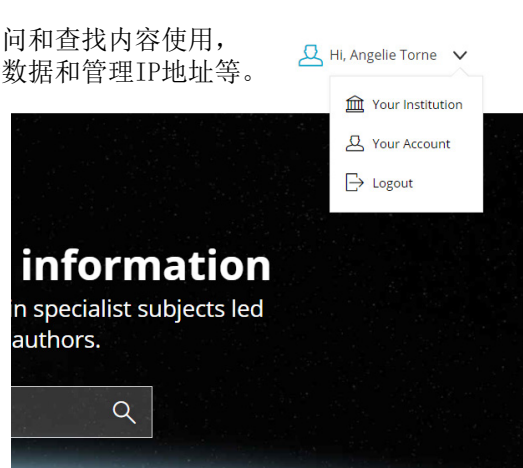 问和查找内容使用，
数据和管理IP地址等。
Hi, Angelie Torne
Your Institution
Your Account
Logout
information
in specialist subjects led
authors.